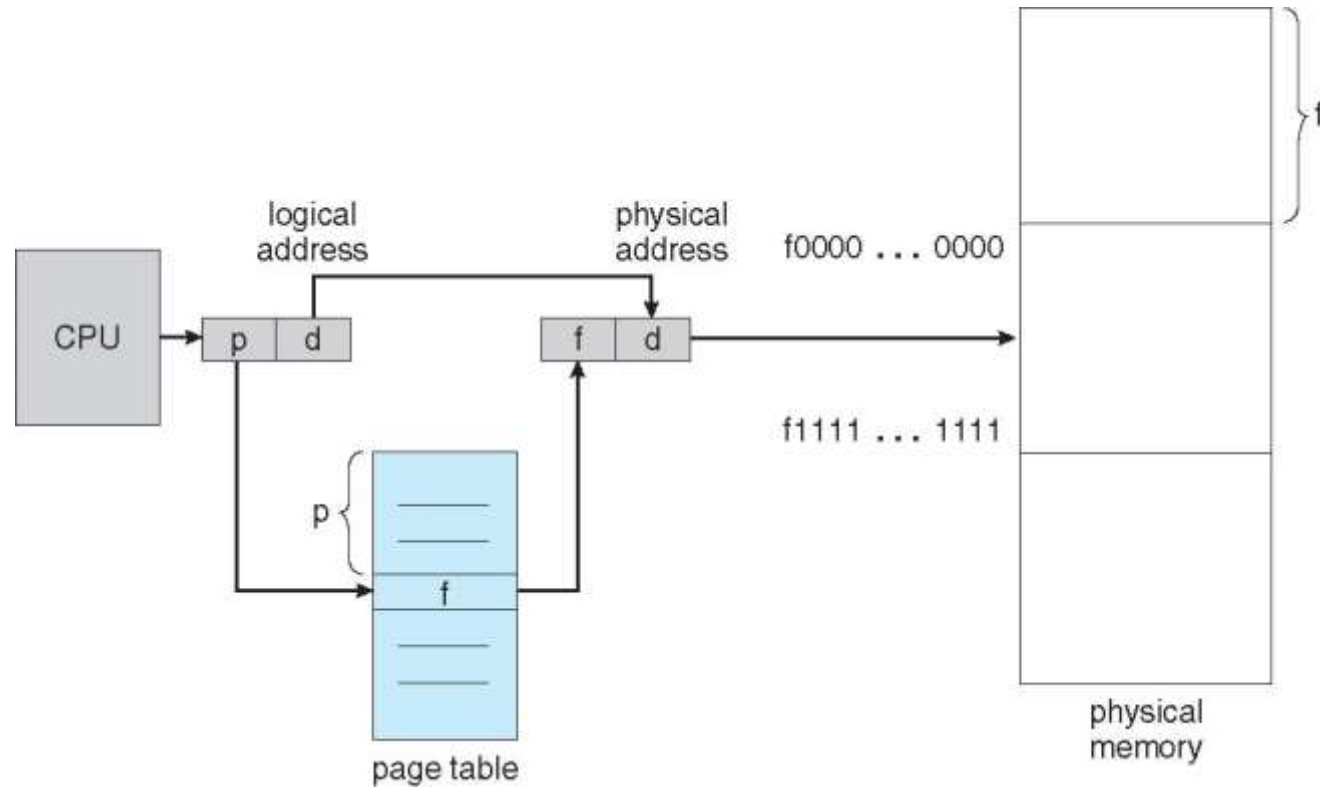 f
logical
address
physical
address
f0000 ... 0000
CPU
p
d
f
d
f1111 ... 1111
p
f
physical
memory
page table